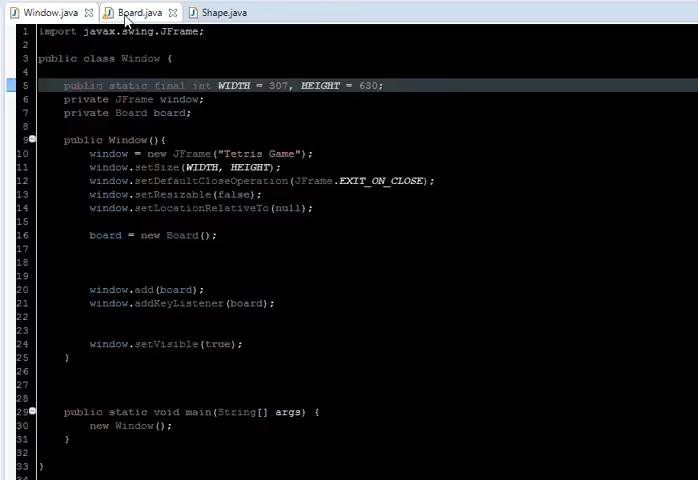 Window.java Board.java Shape.java
1 import javax.swing.JFrame;
2
3 public class Window {
4
5 public static final int WIDTH = 307, HEIGHT = 630;
6 private JFrame window;
7 private Board board;
8
9 public Window(){
10 window = new JFrame("Tetris Game");
11 window.setSize(WIDTH, HEIGHT);
12 window.setDefaultCloseOperation(JFrame.EXIT_ON_CLOSE);
13 window.setResizable(false);
14 window.setLocationRelativeTo(null);
15
16 board = new Board();
17
18
19
20 window.add(board);
21 window.addKeyListener(board);
22
23
24 window.setVisible(true);
25 }
26
27
28
29 public static void main(String[] args) {
30 new Window();
31 }
32
33 }
34